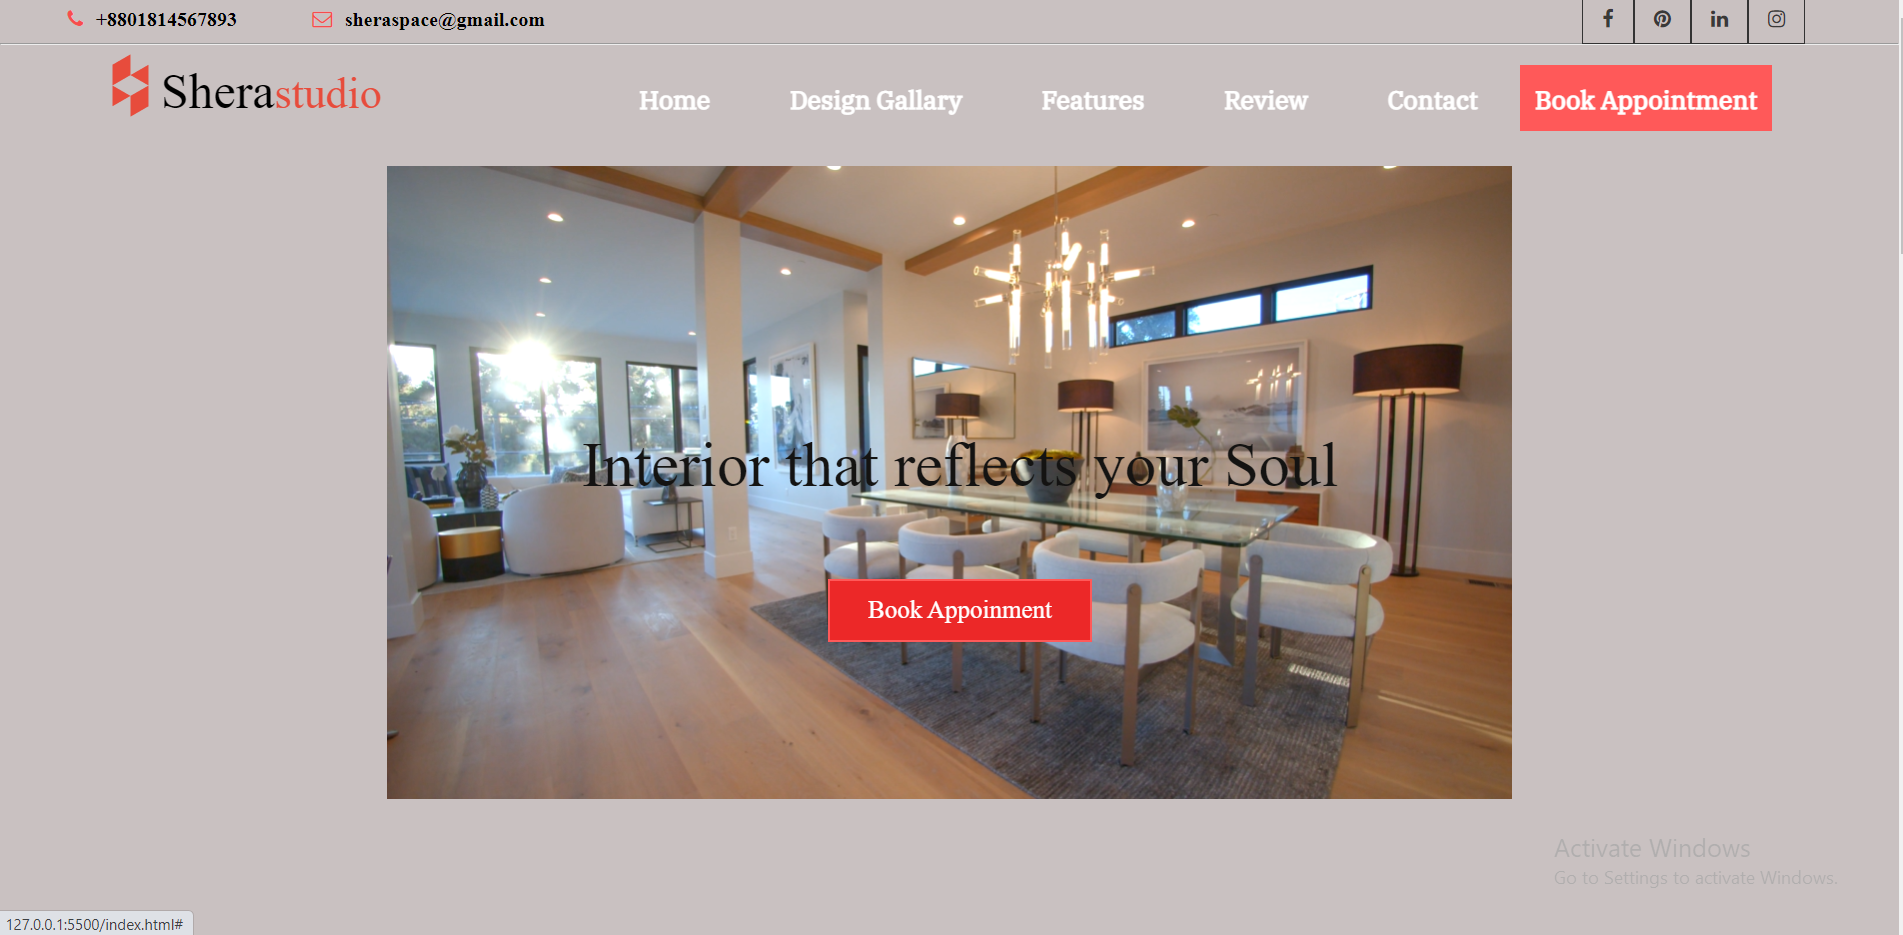 +8801814567893
sheraspace@gmail.com
Sherastudio
Home
Design Gallary
Features
Review
Contact
Book Appointment
Interior that reflects your Soul
Book Appoinment
Activate Windows
Go to Settings to activate Windows.
127.0.0.1:5500/index.html#